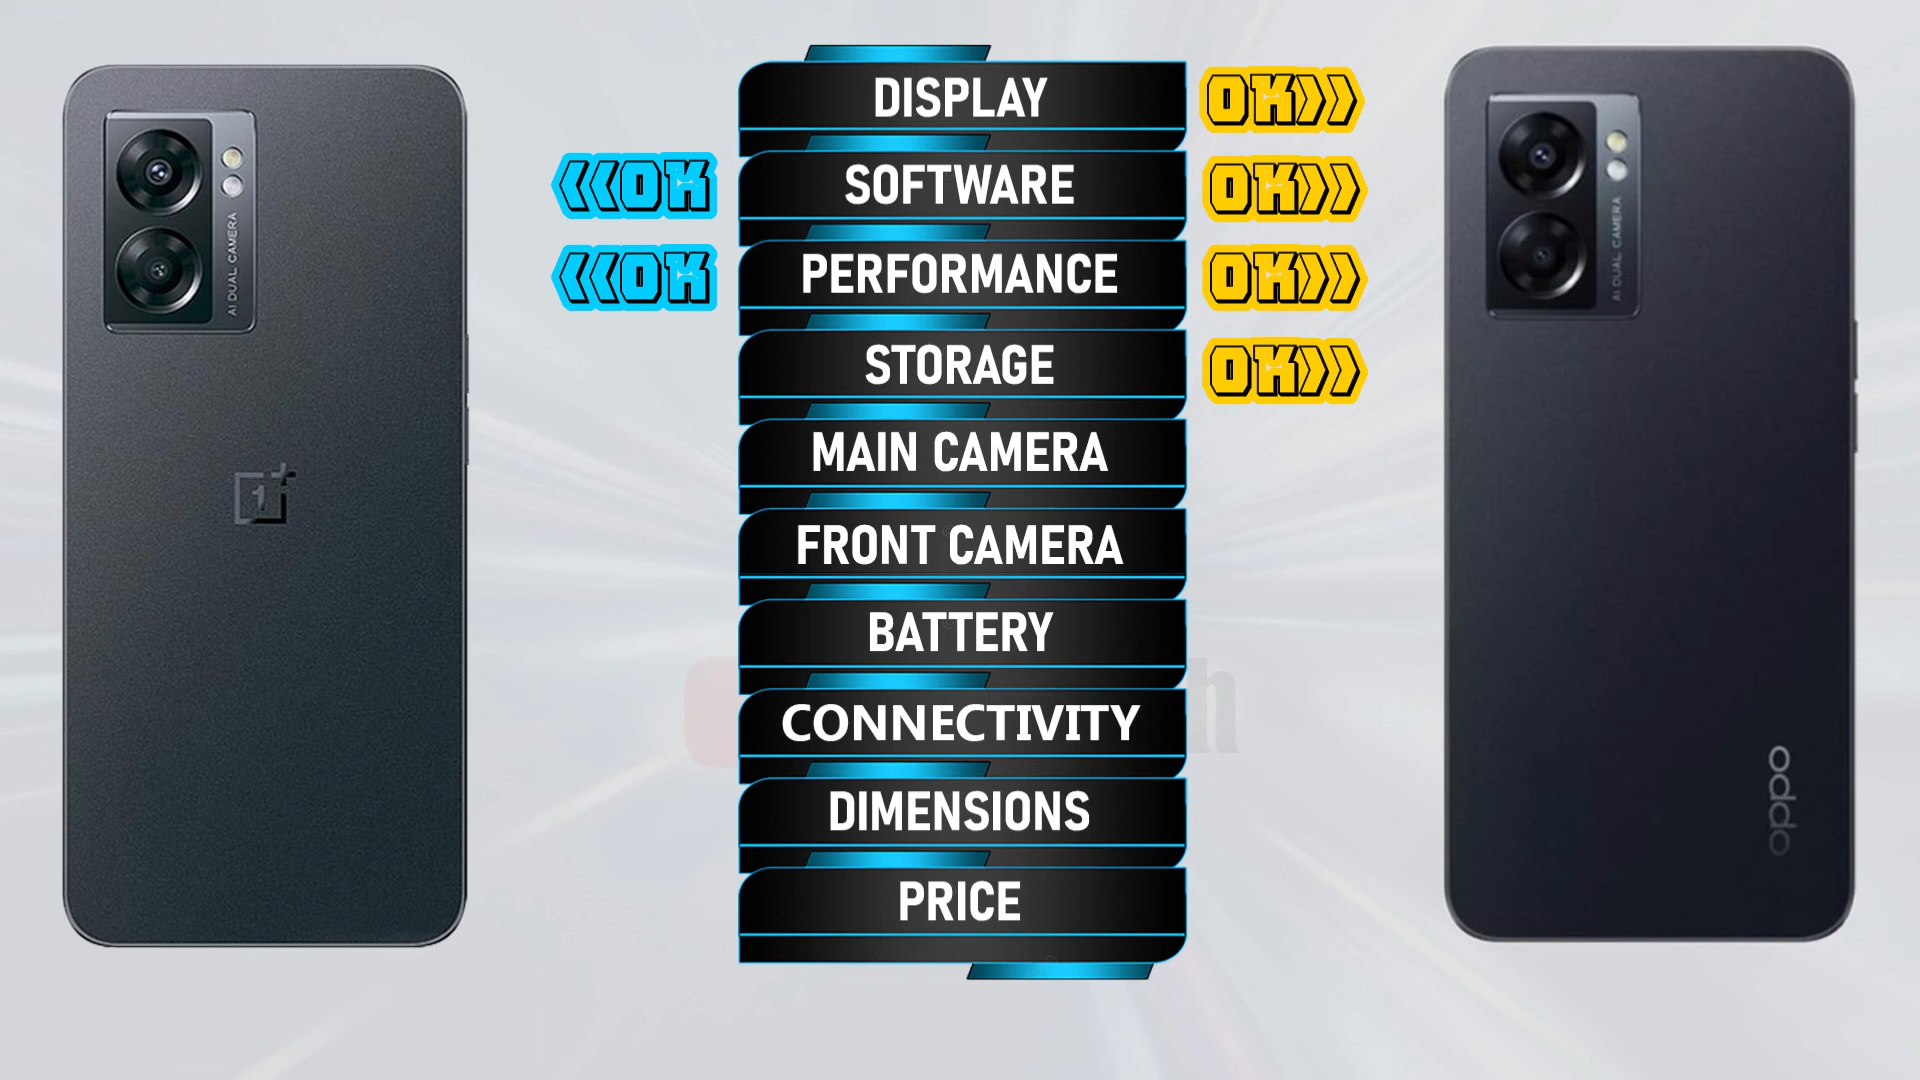 DISPLAY OK
OK SOFTWARE OK
OK PERFORMANCE OK
STORAGE OK
MAIN CAMERA
FRONT CAMERA
BATTERY
CONNECTIVITY
DIMENSIONS
PRICE
AI DUAL CAMERA
1+
AI DUAL CAMERA
oppo